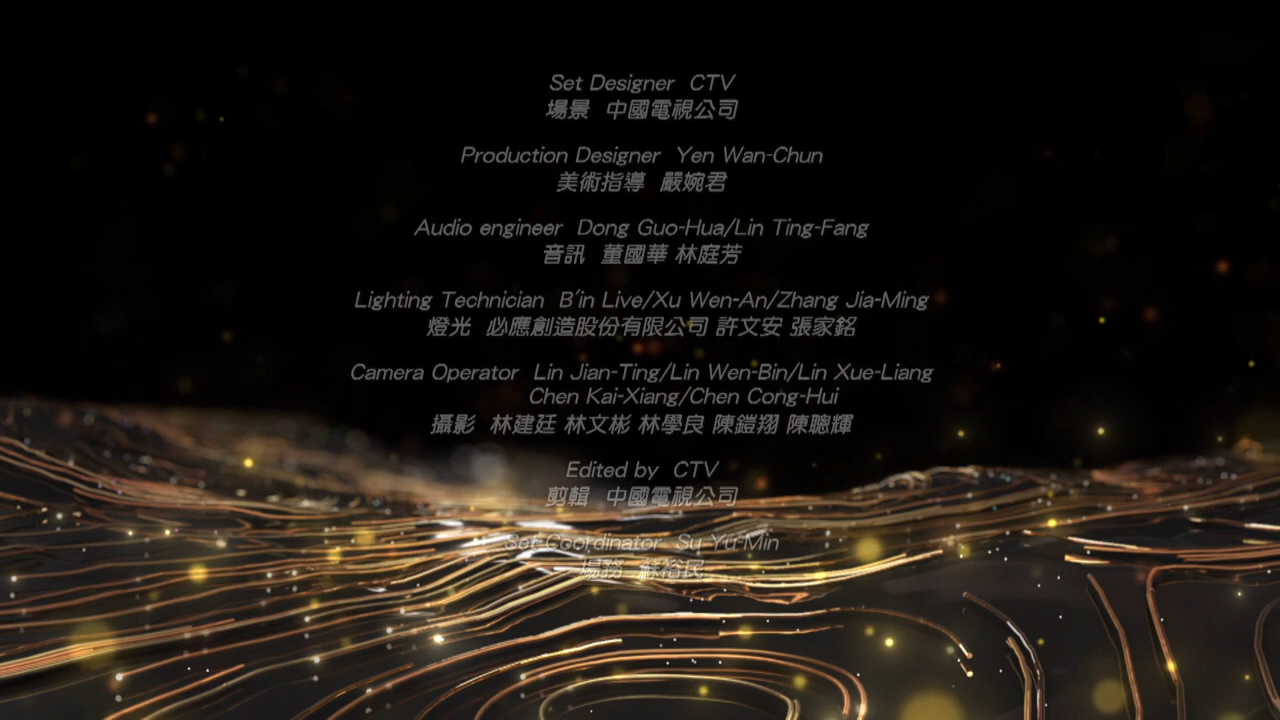 Set Designer CTV
場景 中國電視公司
Production Designer Yen Wan-Chun
美術指導 嚴婉君
Audio engineer Dong Guo-Hua/Lin Ting-Fang
音訊 董國華 林庭芳
Lighting Technician B'in Live/Xu Wen-An/Zhang Jia-Ming
燈光 必應創造股份有限公司 許文安 張家銘
Camera Operator Lin Jian-Ting/Lin Wen-Bin/Lin Xue-Liang
Chen Kai-Xiang/Chen Cong-Hui
攝影 林建廷 林文彬 林學良 陳鎧翔 陳聰輝
Edited by CTV
剪輯 中國電視公司
Set Coordinator Su Yu-Min
場務 蘇裕民